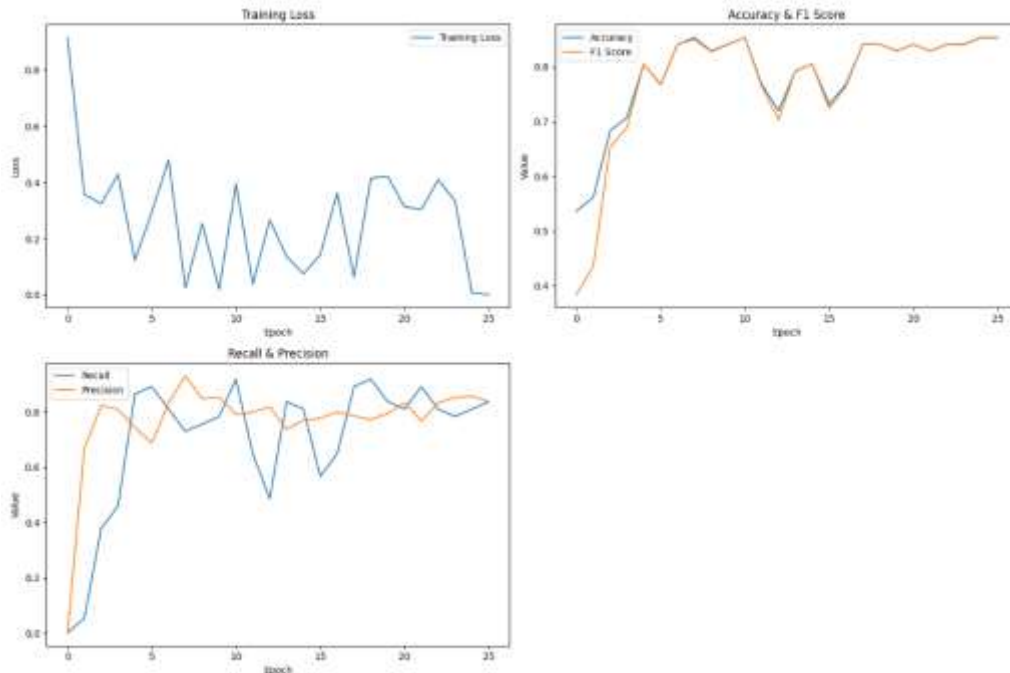 Training Loss
Training Loss
0.8
0.6
0.4
0.2
0.0
Loss
0
5
10
15
20
25
Epoch
Accuracy & F1 Score
Accuracy
F1 Score
0.8
0.7
0.6
0.5
0.4
Value
0
5
10
15
20
25
Epoch
Recall & Precision
Recall
Precision
0.8
0.6
0.4
0.2
0.0
Value
0
5
10
15
20
25
Epoch